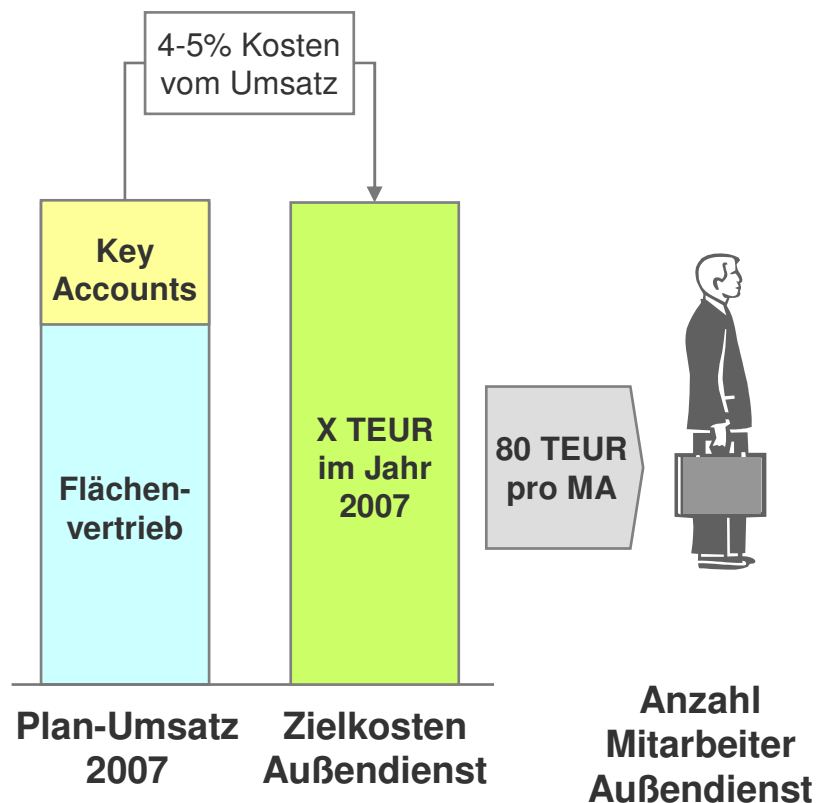 4-5% Kosten
vom Umsatz
Key
Accounts
Flächen-
vertrieb
X TEUR
im Jahr
2007
80 TEUR
pro MA
Plan-Umsatz
2007
Zielkosten
Außendienst
Anzahl
Mitarbeiter
Außendienst